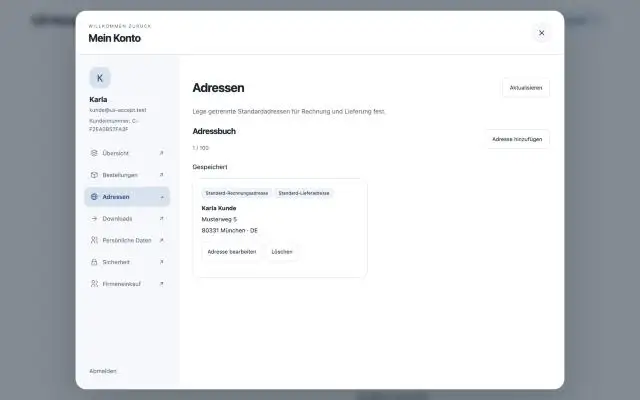 WILLKOMMEN ZURÜCK
Mein Konto
K
Karla
kunde@ui-accept.test
Kundennummer: C-
Übersicht
Bestellungen
Adressen
Downloads
Persönliche Daten
Sicherheit
Firmeneinkauf
Abmelden
Adressen
Aktualisieren
Lege getrennte Standardadressen für Rechnung und Lieferung fest.
Adressbuch
1 / 100
Adresse hinzufügen
Gespeichert
Standard-Rechnungsadresse
Standard-Lieferadresse
Karla Kunde
Musterweg 5
80331 München · DE
Adresse bearbeiten
Löschen